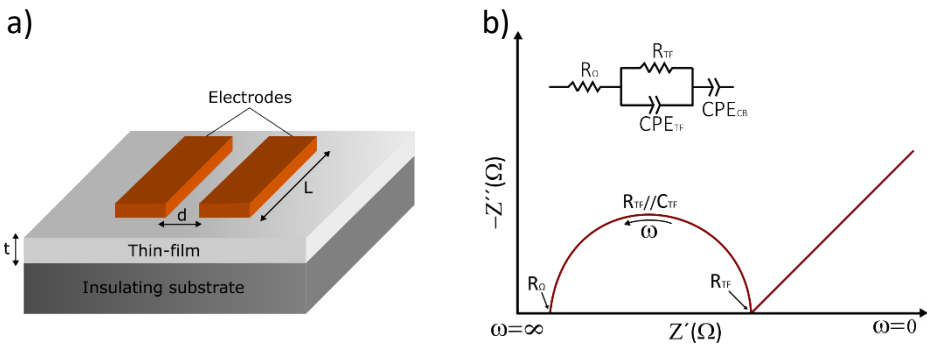 a)
Electrodes
L
d
t
Thin-film
Insulating substrate
b)
-Z´´(Ω)
RΩ
RTF
CPETF
CPECB
RTF//CTF
ω
RΩ
RTF
ω=∞
Z´(Ω)
ω=0